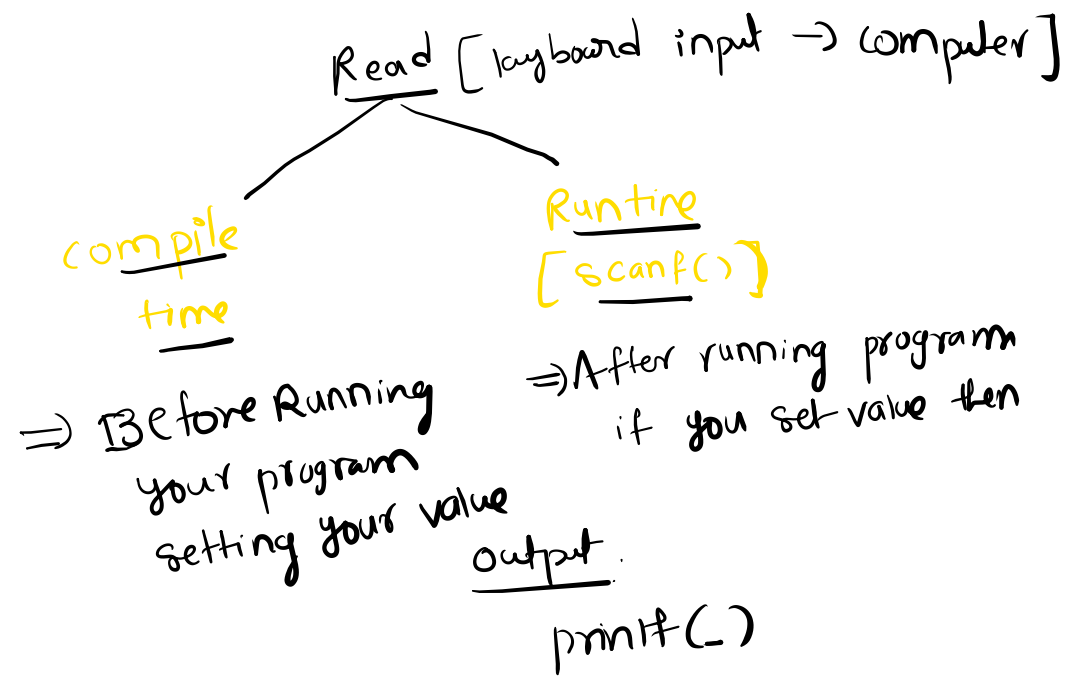 Read [keyboard input → computer]
compile
time
Runtime
[scanf()]
⇒ Before Running
your program
setting your value
⇒ After running program
if you set value then
output
printf(_)